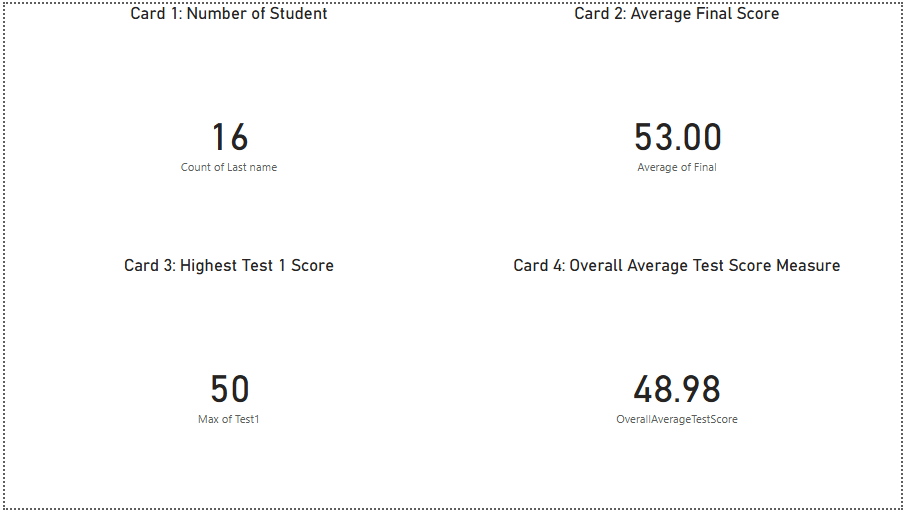 Card 1: Number of Student
Card 2: Average Final Score
16
Count of Last name
53.00
Average of Final
Card 3: Highest Test 1 Score
Card 4: Overall Average Test Score Measure
50
Max of Test1
48.98
OverallAverageTestScore